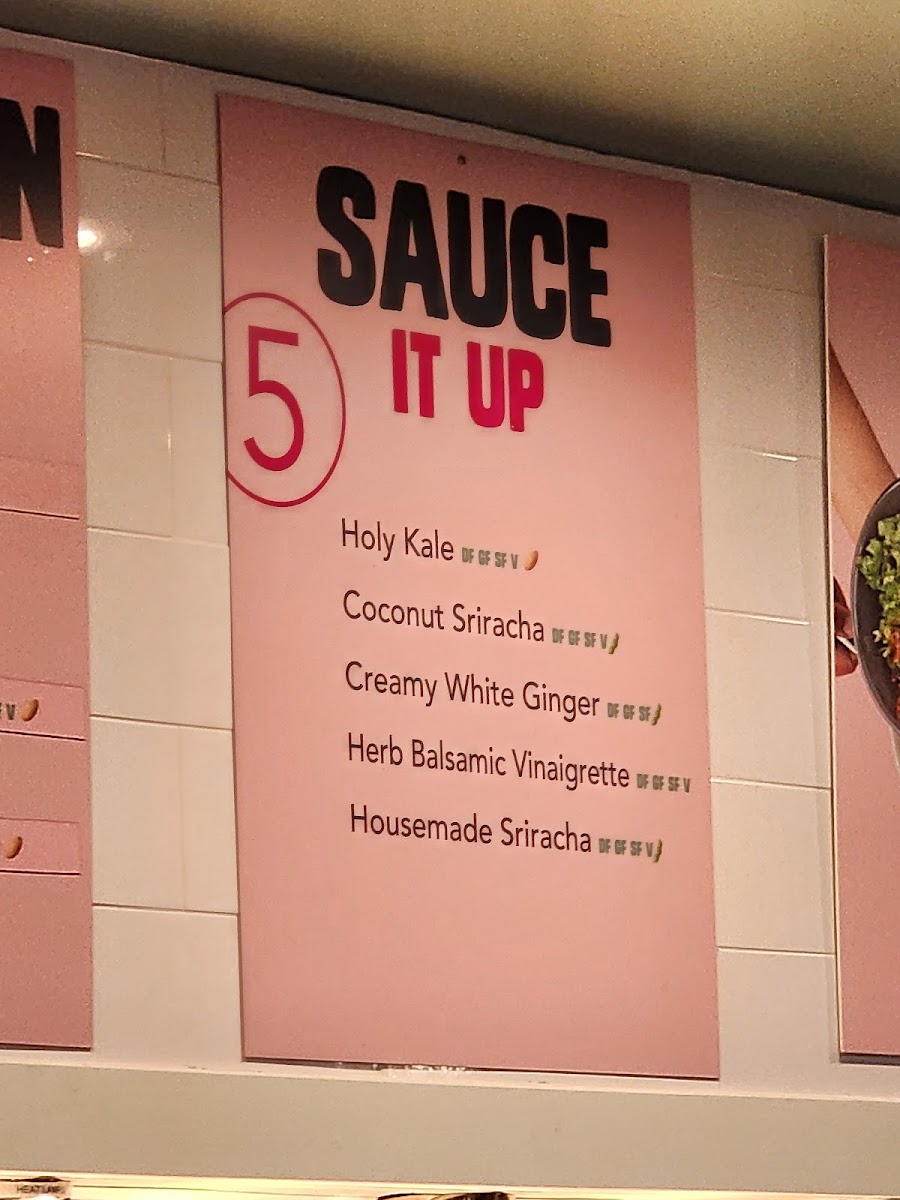 N
SAUCE
IT UP
5
Holy Kale DF GF SF V
Coconut Sriracha DF GF SF V
Creamy White Ginger DF GF SF
Herb Balsamic Vinaigrette DF GF SF V
Housemade Sriracha DF GF SF V
V